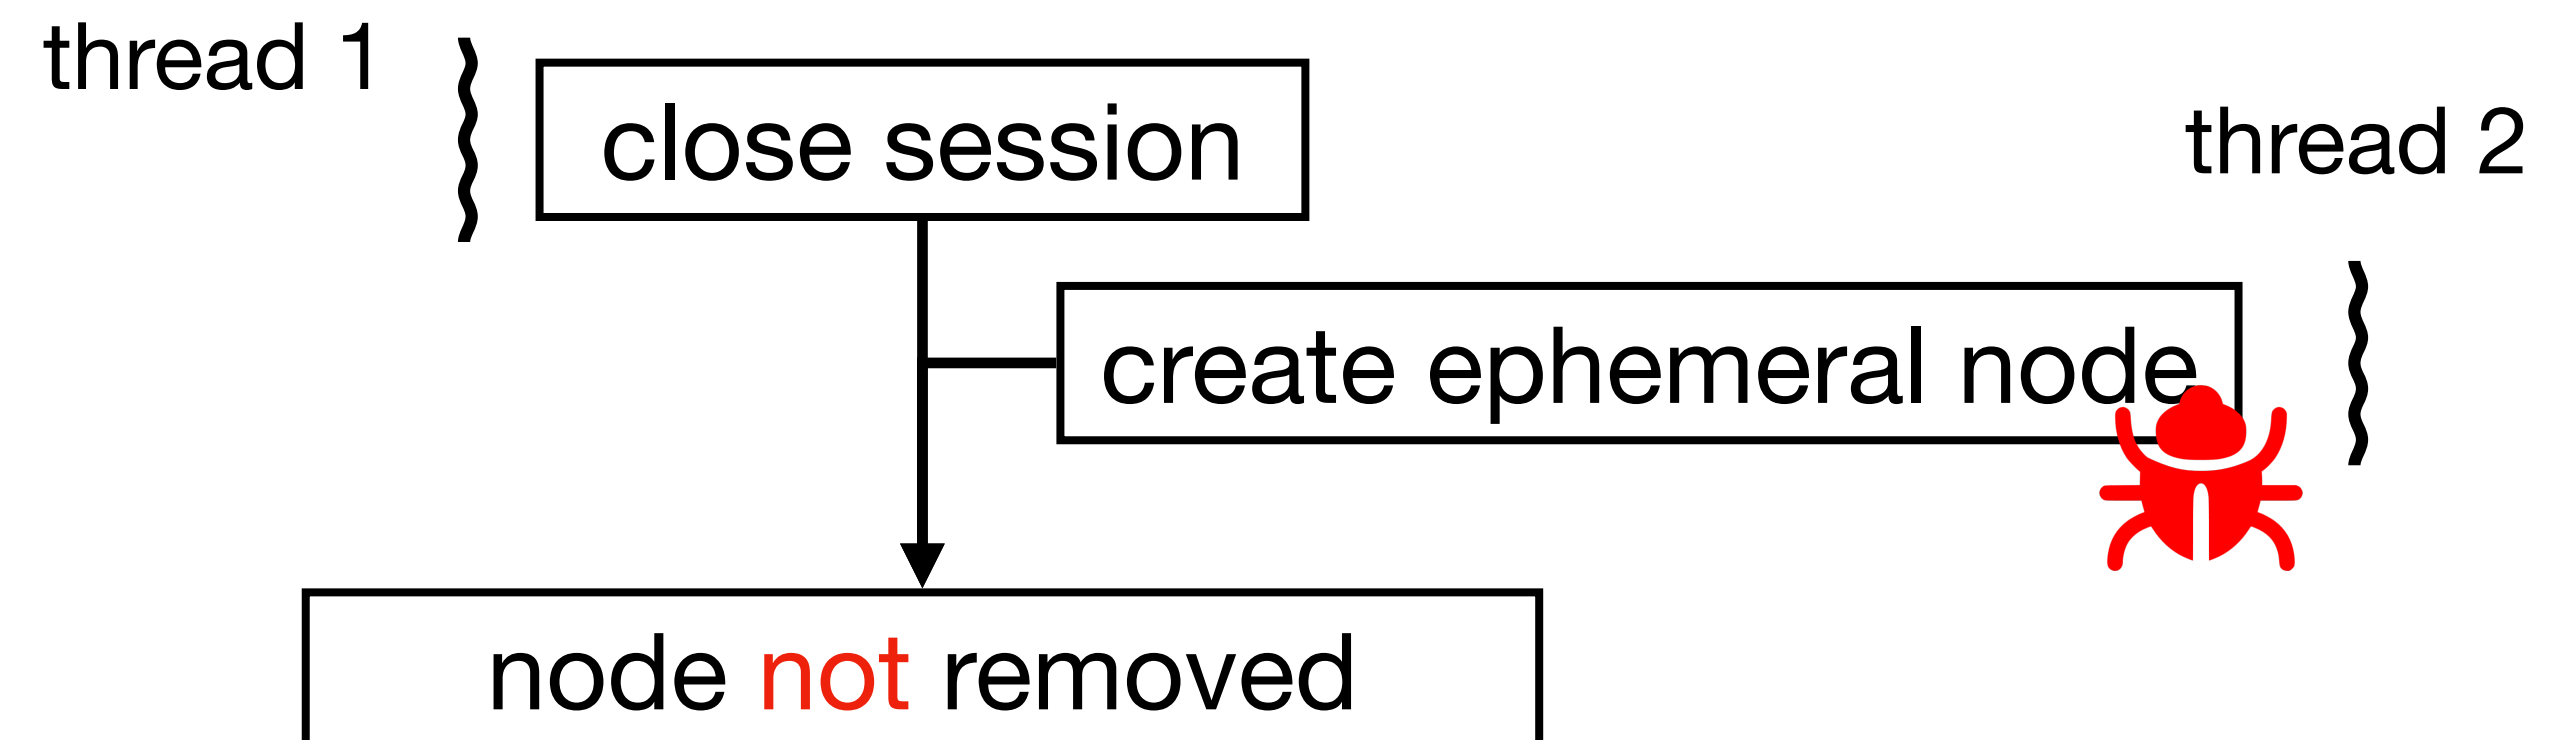 thread 1
close session
thread 2
create ephemeral node
node not removed